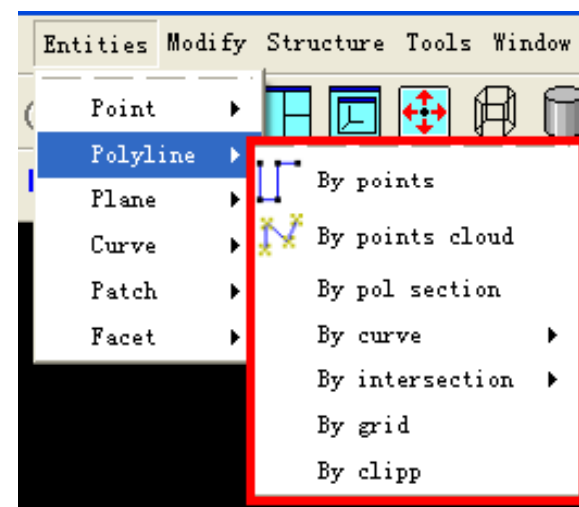 Entities Modify Structure Tools Window
Point
Polyline
Plane
Curve
Patch
Facet
By points
By points cloud
By pol section
By curve
By intersection
By grid
By clipp